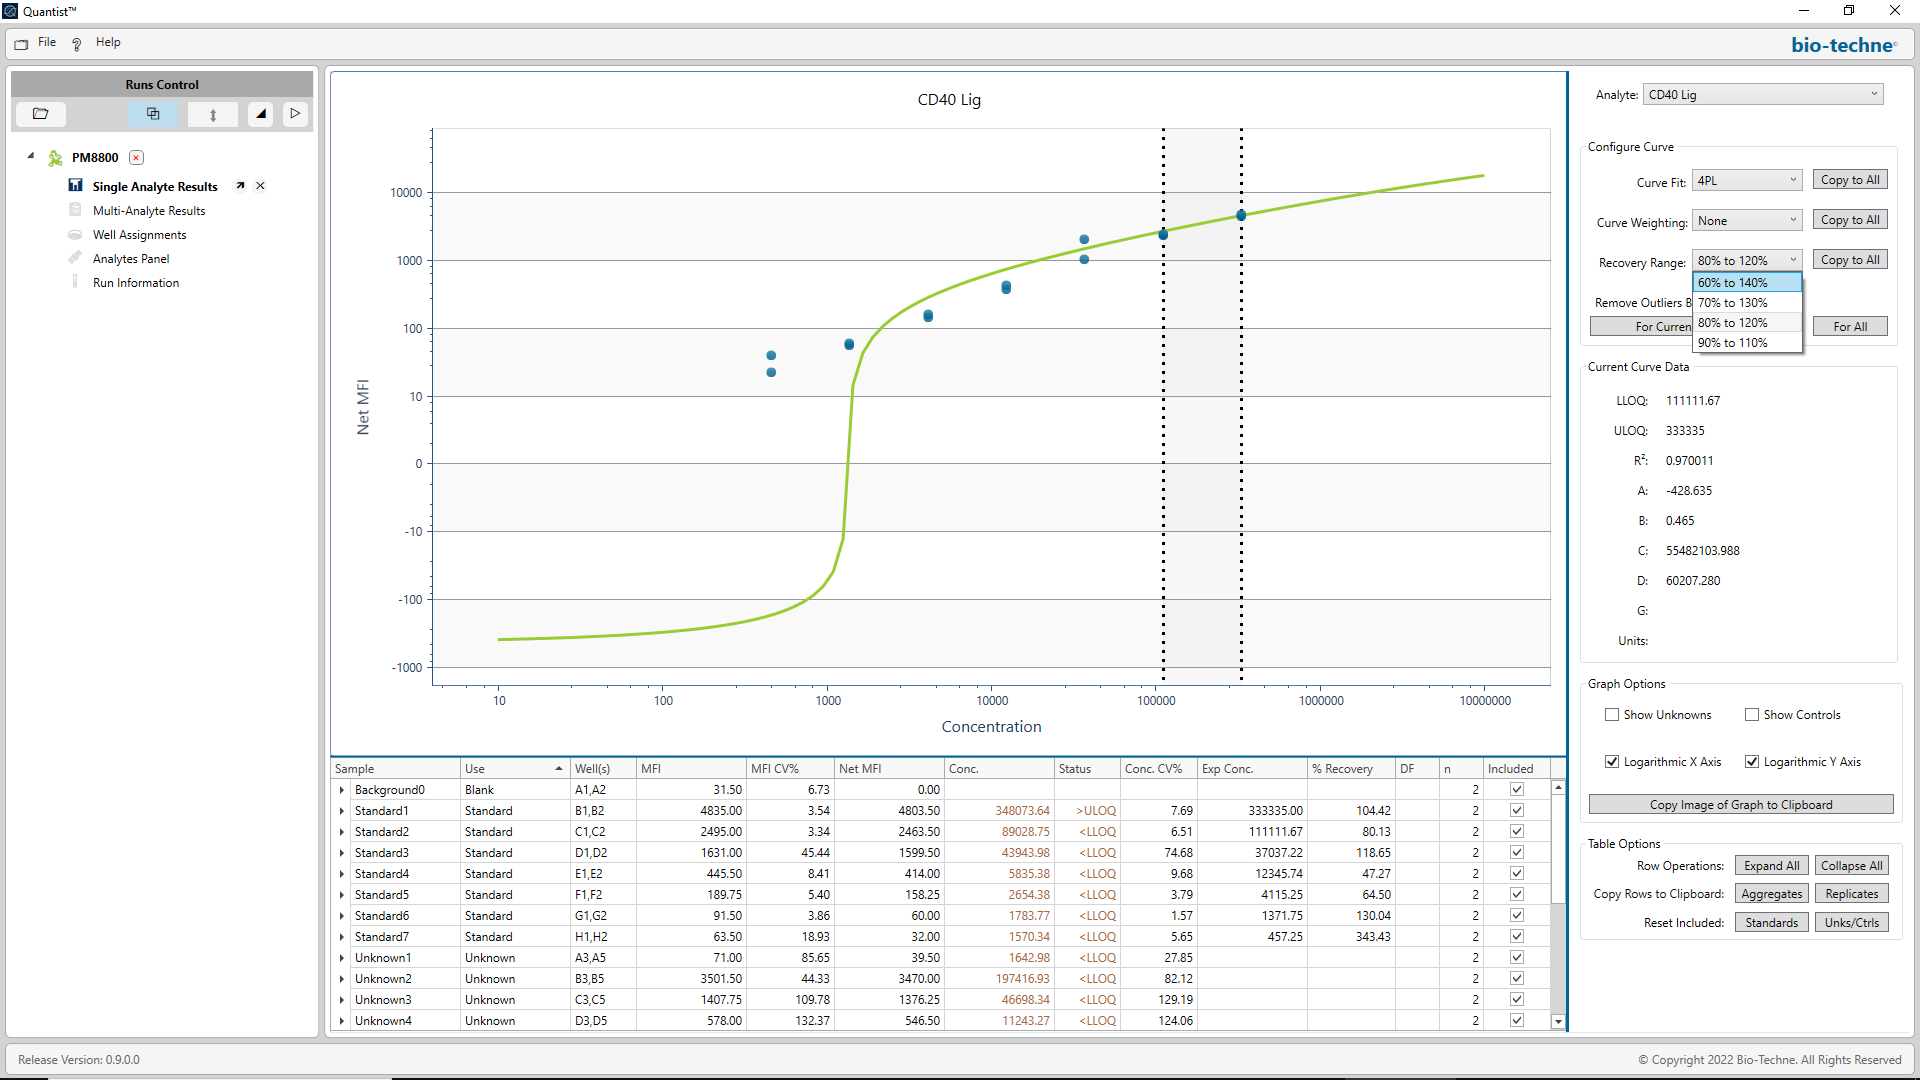 Quantist™
File ? Help
bio-techne
Runs Control
PM8800
Single Analyte Results
Multi-Analyte Results
Well Assignments
Analytes Panel
Run Information
CD40 Lig
10000
1000
100
10
0
-10
-100
-1000
Net MFI
10 100 1000 10000 100000 1000000 10000000
Concentration
Analyte: CD40 Lig
Configure Curve
Curve Fit: 4PL Copy to All
Curve Weighting: None Copy to All
Recovery Range: 80% to 120% Copy to All
60% to 140%
70% to 130%
80% to 120%
90% to 110%
Remove Outliers B
For Curren For All
Current Curve Data
LLOQ: 111111.67
ULOQ: 333335
R²: 0.970011
A: -428.635
B: 0.465
C: 55482103.988
D: 60207.280
G:
Units:
Graph Options
Show Unknowns Show Controls
Logarithmic X Axis Logarithmic Y Axis
Copy Image of Graph to Clipboard
Table Options
Row Operations: Expand All Collapse All
Copy Rows to Clipboard: Aggregates Replicates
Reset Included: Standards Unks/Ctrls
Sample Use Well(s) MFI MFI CV% Net MFI Conc. Status Conc. CV% Exp Conc. % Recovery DF n Included
Background0 Blank A1,A2 31.50 6.73 0.00 2
Standard1 Standard B1,B2 4835.00 3.54 4803.50 348073.64 >ULOQ 7.69 333335.00 104.42 2
Standard2 Standard C1,C2 2495.00 3.34 2463.50 89028.75 <LLOQ 6.51 111111.67 80.13 2
Standard3 Standard D1,D2 1631.00 45.44 1599.50 43943.98 <LLOQ 74.68 37037.22 118.65 2
Standard4 Standard E1,E2 445.50 8.41 414.00 5835.38 <LLOQ 9.68 12345.74 47.27 2
Standard5 Standard F1,F2 189.75 5.40 158.25 2654.38 <LLOQ 3.79 4115.25 64.50 2
Standard6 Standard G1,G2 91.50 3.86 60.00 1783.77 <LLOQ 1.57 1371.75 130.04 2
Standard7 Standard H1,H2 63.50 18.93 32.00 1570.34 <LLOQ 5.65 457.25 343.43 2
Unknown1 Unknown A3,A5 71.00 85.65 39.50 1642.98 <LLOQ 27.85 2
Unknown2 Unknown B3,B5 3501.50 44.33 3470.00 197416.93 <LLOQ 82.12 2
Unknown3 Unknown C3,C5 1407.75 109.78 1376.25 46698.34 <LLOQ 129.19 2
Unknown4 Unknown D3,D5 578.00 132.37 546.50 11243.27 <LLOQ 124.06 2
Release Version: 0.9.0.0
© Copyright 2022 Bio-Techne. All Rights Reserved